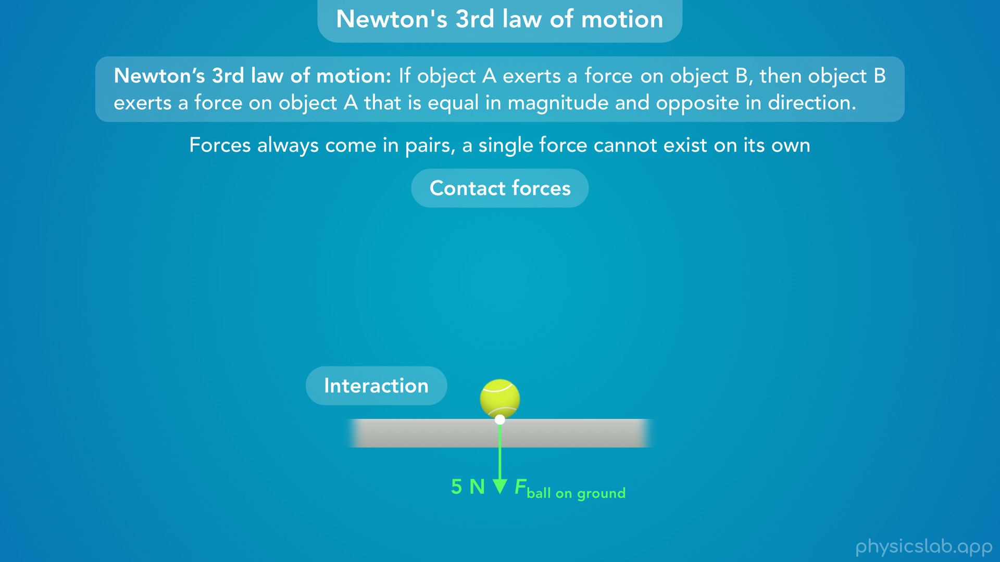 Newton's 3rd law of motion
Newton’s 3rd law of motion: If object A exerts a force on object B, then object B
exerts a force on object A that is equal in magnitude and opposite in direction.
Forces always come in pairs, a single force cannot exist on its own
Contact forces
Interaction
5 N F ball on ground
physicslab.app